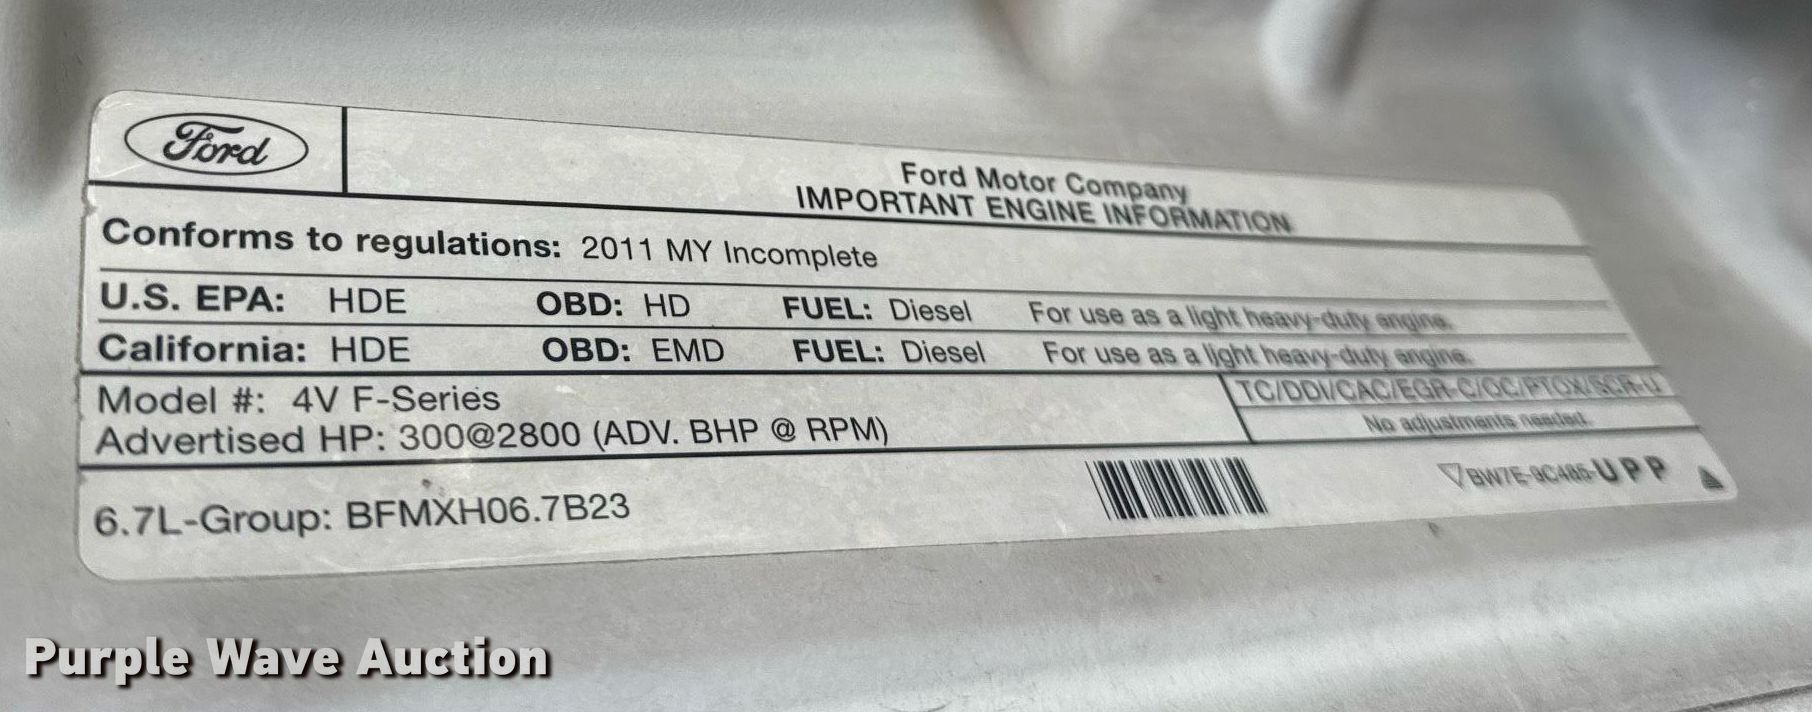 Ford
Ford Motor Company
IMPORTANT ENGINE INFORMATION
Conforms to regulations: 2011 MY Incomplete
U.S. EPA: HDE OBD: HD FUEL: Diesel For use as a light heavy-duty engine.
California: HDE OBD: EMD FUEL: Diesel For use as a light heavy-duty engine.
Model #: 4V F-Series
Advertised HP: 300@2800 (ADV. BHP @ RPM)
TC/DDI/CAC/EGR-C/OC/PTOX/SCR-U
No adjustments needed.
6.7L-Group: BFMXH06.7B23
BW7E-9C485-UPP
Purple Wave Auction